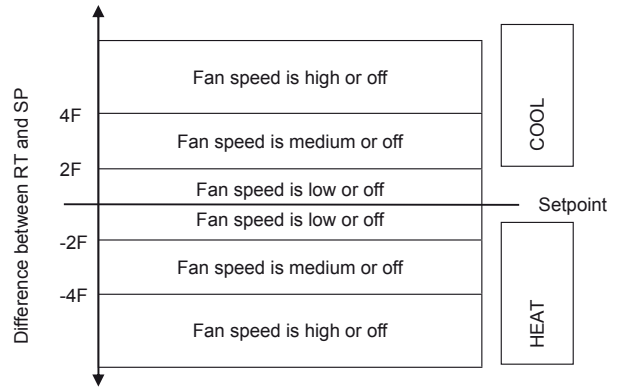 Difference between RT and SP
Fan speed is high or off
4F
Fan speed is medium or off
2F
Fan speed is low or off
Setpoint
Fan speed is low or off
-2F
Fan speed is medium or off
-4F
Fan speed is high or off
COOL
HEAT